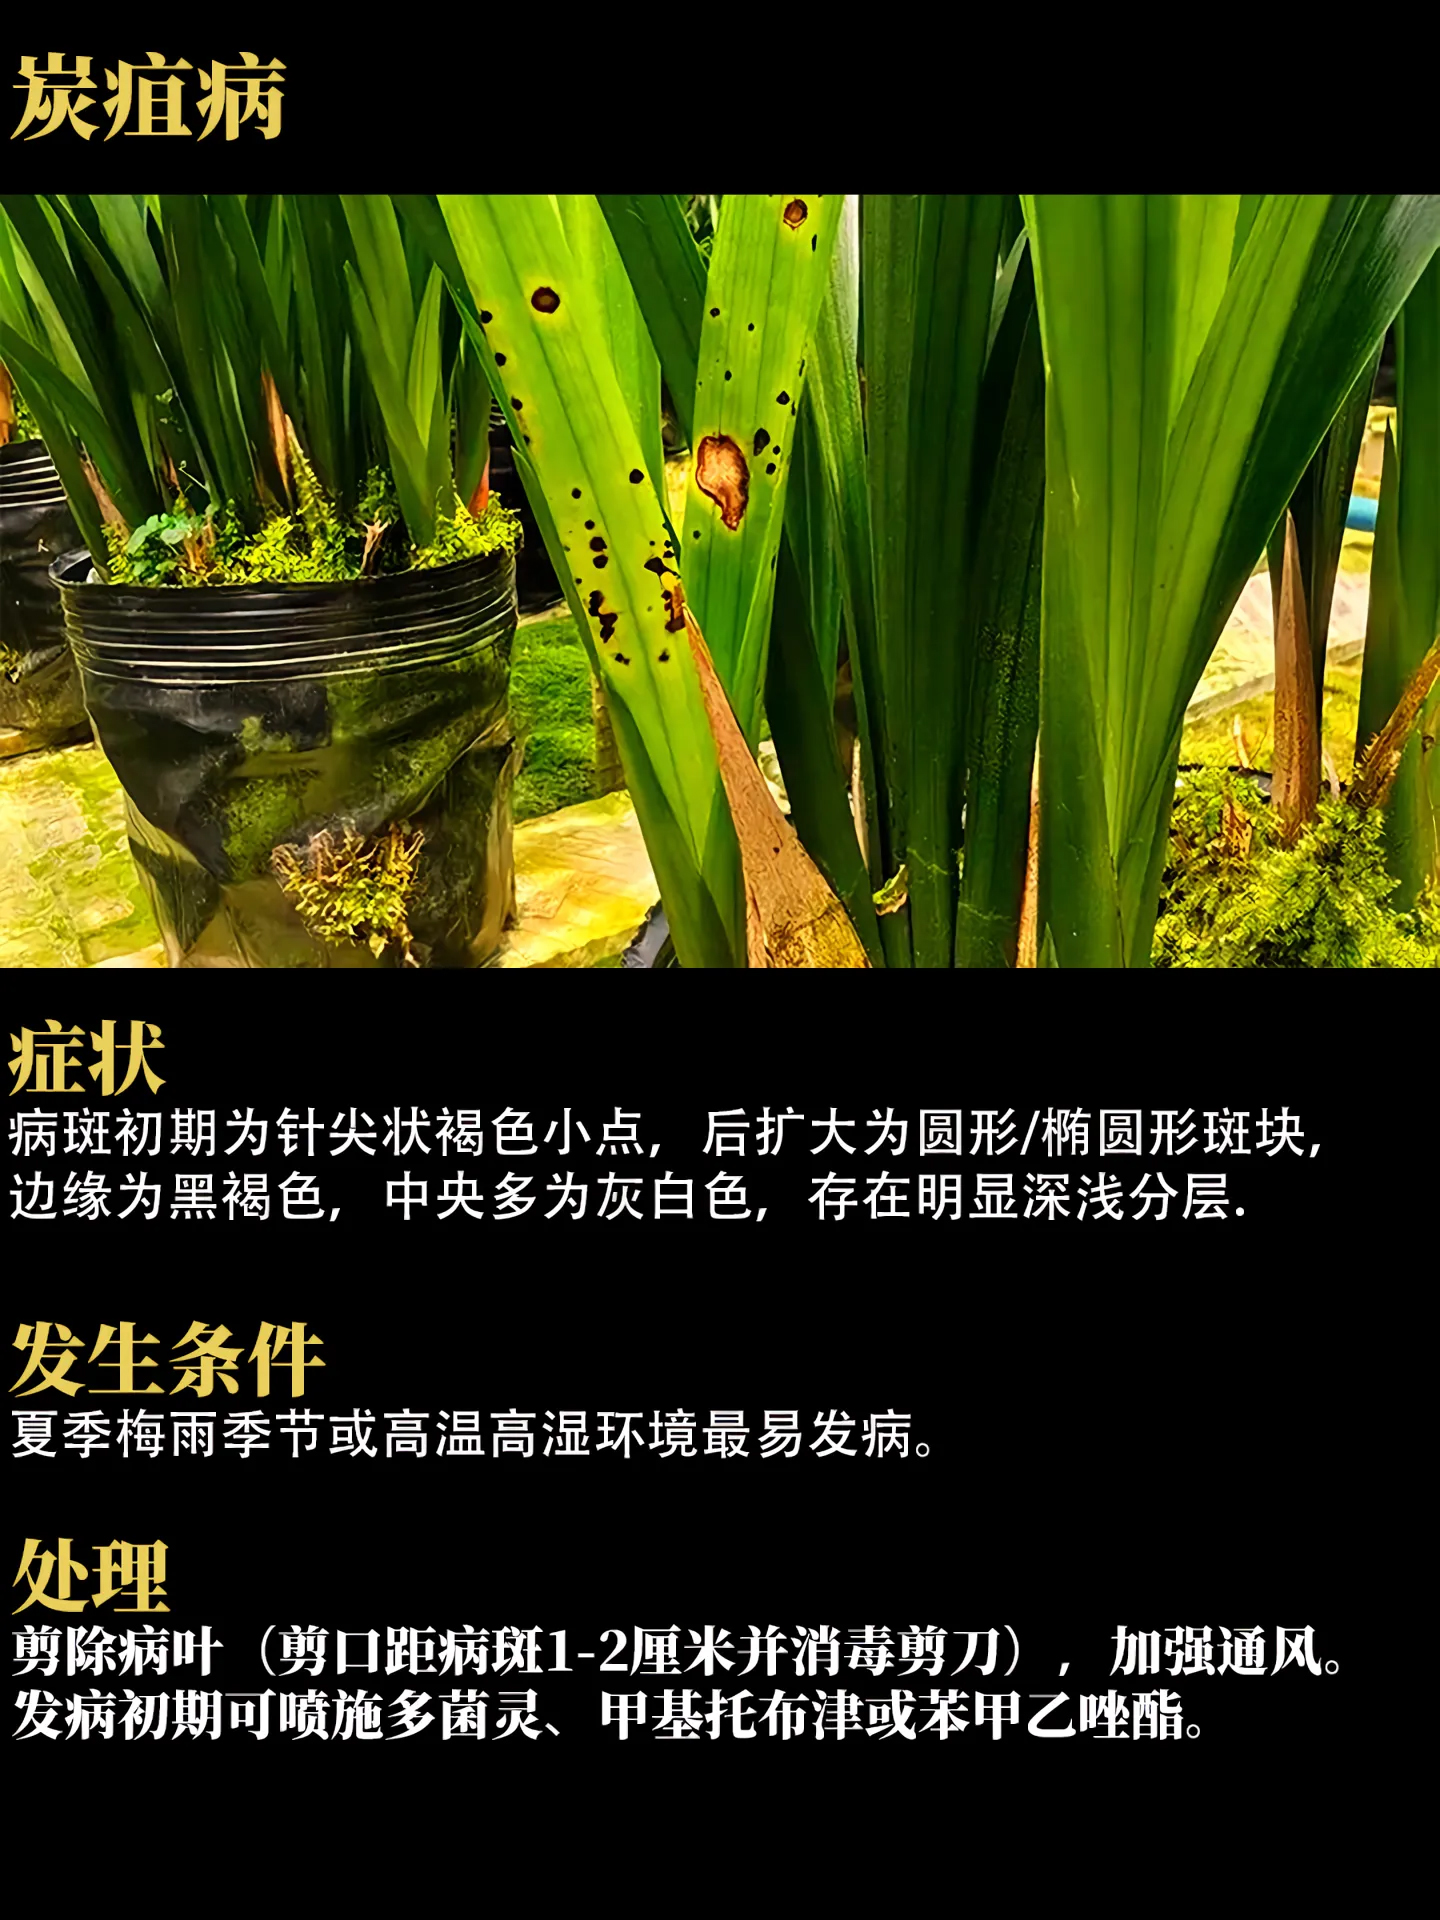 炭疽病
症状
病斑初期为针尖状褐色小点，后扩大为圆形/椭圆形斑块，
边缘为黑褐色，中央多为灰白色，存在明显深浅分层.
发生条件
夏季梅雨季节或高温高湿环境最易发病。
处理
剪除病叶（剪口距病斑1-2厘米并消毒剪刀），加强通风。
发病初期可喷施多菌灵、甲基托布津或苯甲乙唑酯。